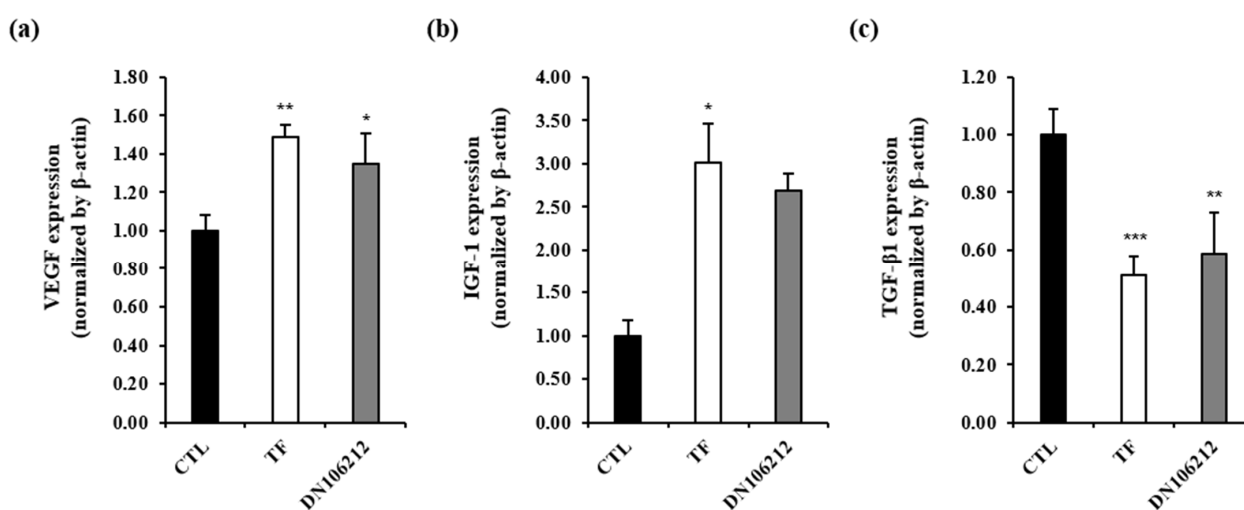 (a)
VEGF expression
(normalized by β-actin)
1.80
1.60
1.40
1.20
1.00
0.80
0.60
0.40
0.20
0.00
**
*
CTL
TF
DN106212
(b)
IGF-1 expression
(normalized by β-actin)
4.00
3.50
3.00
2.50
2.00
1.50
1.00
0.50
0.00
*
CTL
TF
DN106212
(c)
TGF-β1 expression
(normalized by β-actin)
1.20
1.00
0.80
0.60
0.40
0.20
0.00
***
**
CTL
TF
DN106212